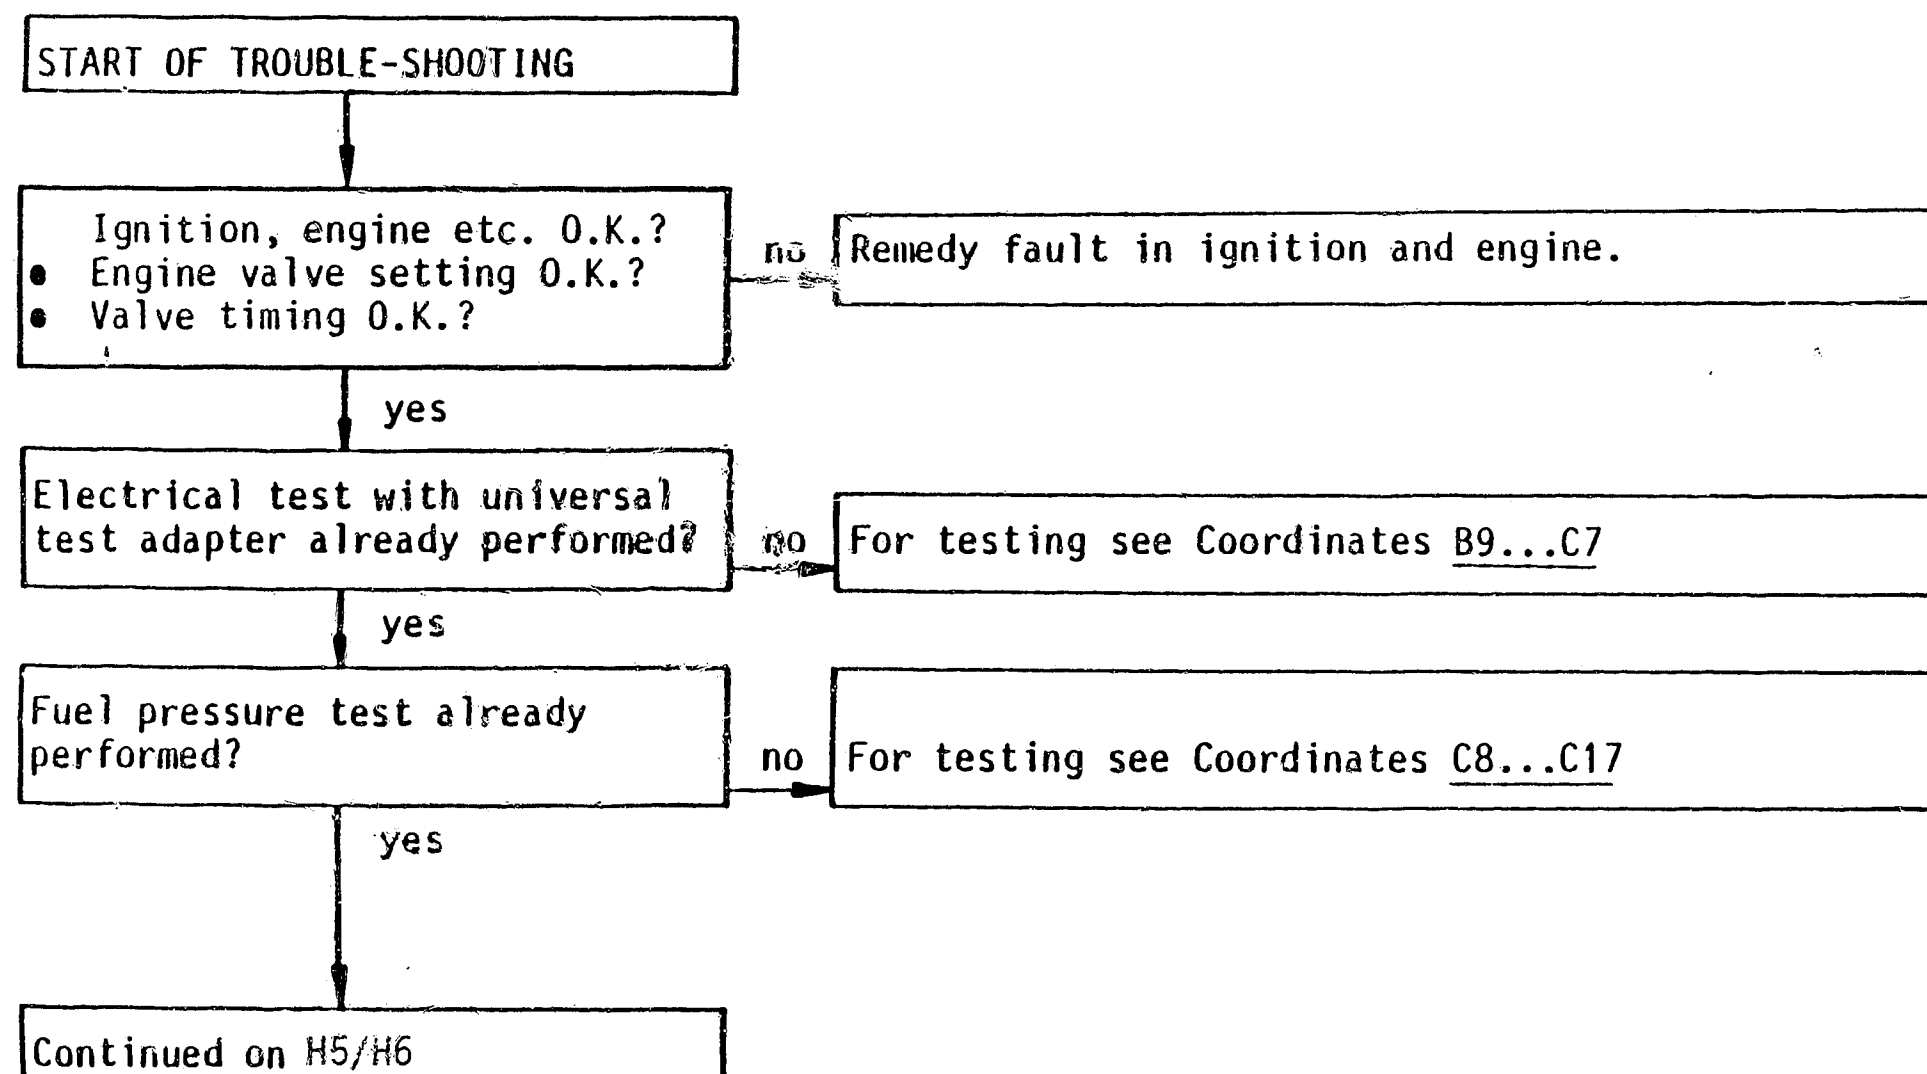 START OF TROUBLE-SHOOTING
Ignition, engine etc. O.K.?
• Engine valve setting O.K.?
• Valve timing O.K.?
no
Remedy fault in ignition and engine.
yes
Electrical test with universal
test adapter already performed?
no
For testing see Coordinates B9...C7
yes
Fuel pressure test already
performed?
no
For testing see Coordinates C8...C17
yes
Continued on H5/H6